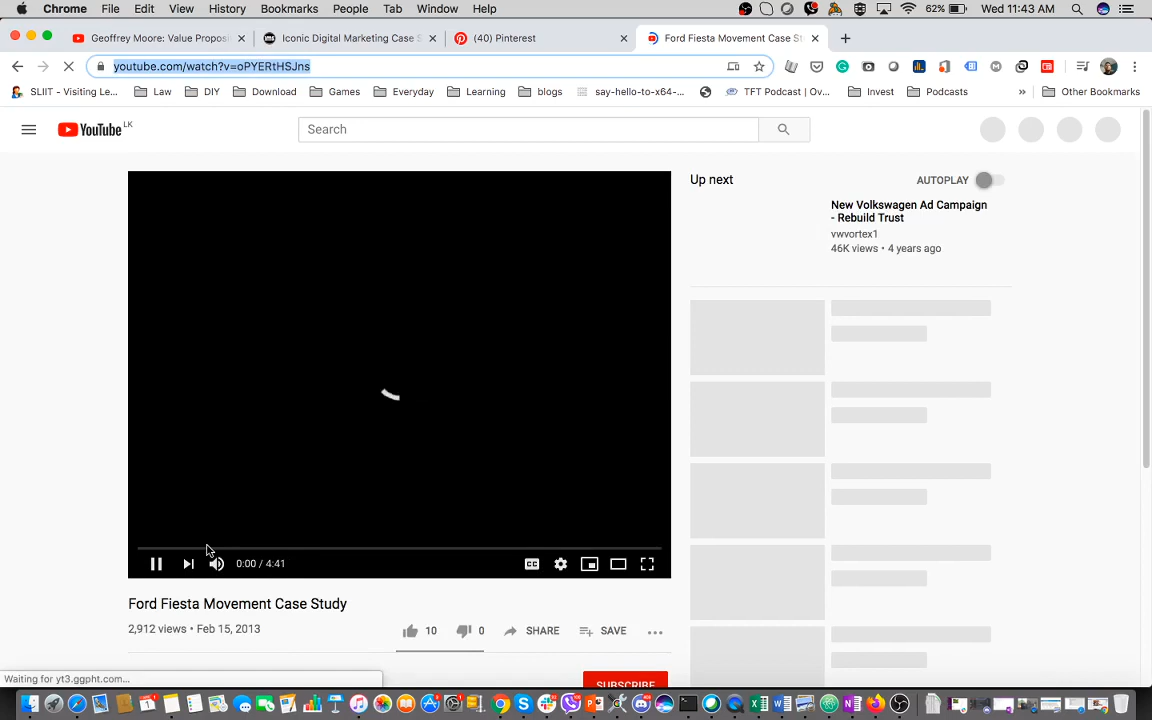 Chrome File Edit View History Bookmarks People Tab Window Help 62% Wed 11:43 AM
Geoffrey Moore: Value Proposi Iconic Digital Marketing Case S (40) Pinterest Ford Fiesta Movement Case St
youtube.com/watch?v=oPYERtHSJns
SLIIT - Visiting Le... Law DIY Download Games Everyday Learning blogs say-hello-to-x64-... TFT Podcast | Ov... Invest Podcasts » Other Bookmarks
YouTube LK Search
Up next AUTOPLAY
New Volkswagen Ad Campaign
- Rebuild Trust
vwvortex1
46K views • 4 years ago
0:00 / 4:41
CC
Ford Fiesta Movement Case Study
2,912 views • Feb 15, 2013
10 0 SHARE SAVE
SUBSCRIBE
Waiting for yt3.ggpht.com...